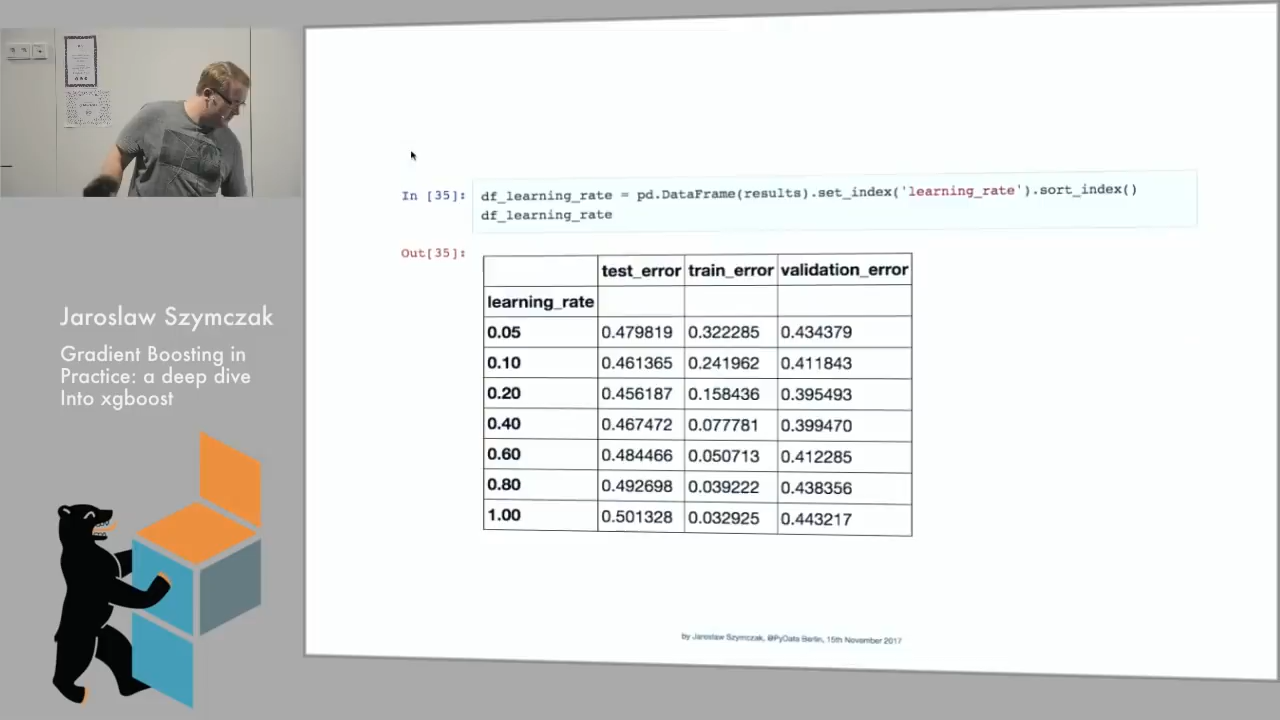 In [35]: df_learning_rate = pd.DataFrame(results).set_index('learning_rate').sort_index()
df_learning_rate
Out[35]:
test_error train_error validation_error
learning_rate
0.05 0.479819 0.322285 0.434379
0.10 0.461365 0.241962 0.411843
0.20 0.456187 0.158436 0.395493
0.40 0.467472 0.077781 0.399470
0.60 0.484466 0.050713 0.412285
0.80 0.492698 0.039222 0.438356
1.00 0.501328 0.032925 0.443217
by Jaroslaw Szymczak, @PyData Berlin, 15th November 2017
Jaroslaw Szymczak
Gradient Boosting in
Practice: a deep dive
Into xgboost